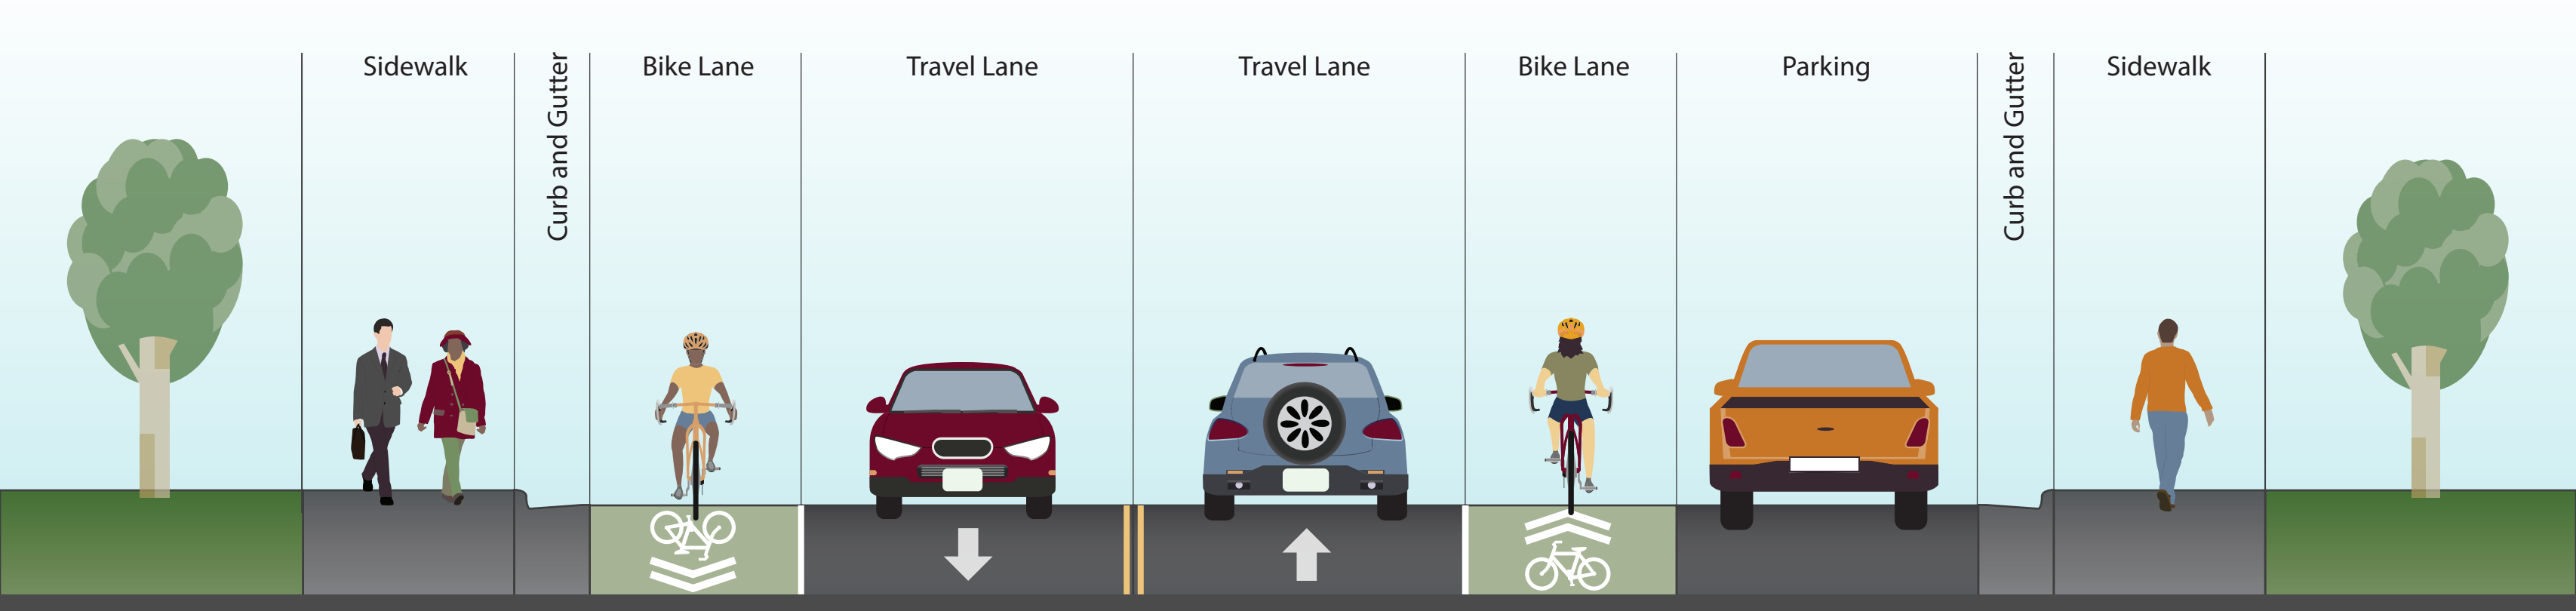 Sidewalk
Curb and Gutter
Bike Lane
Travel Lane
Travel Lane
Bike Lane
Parking
Curb and Gutter
Sidewalk